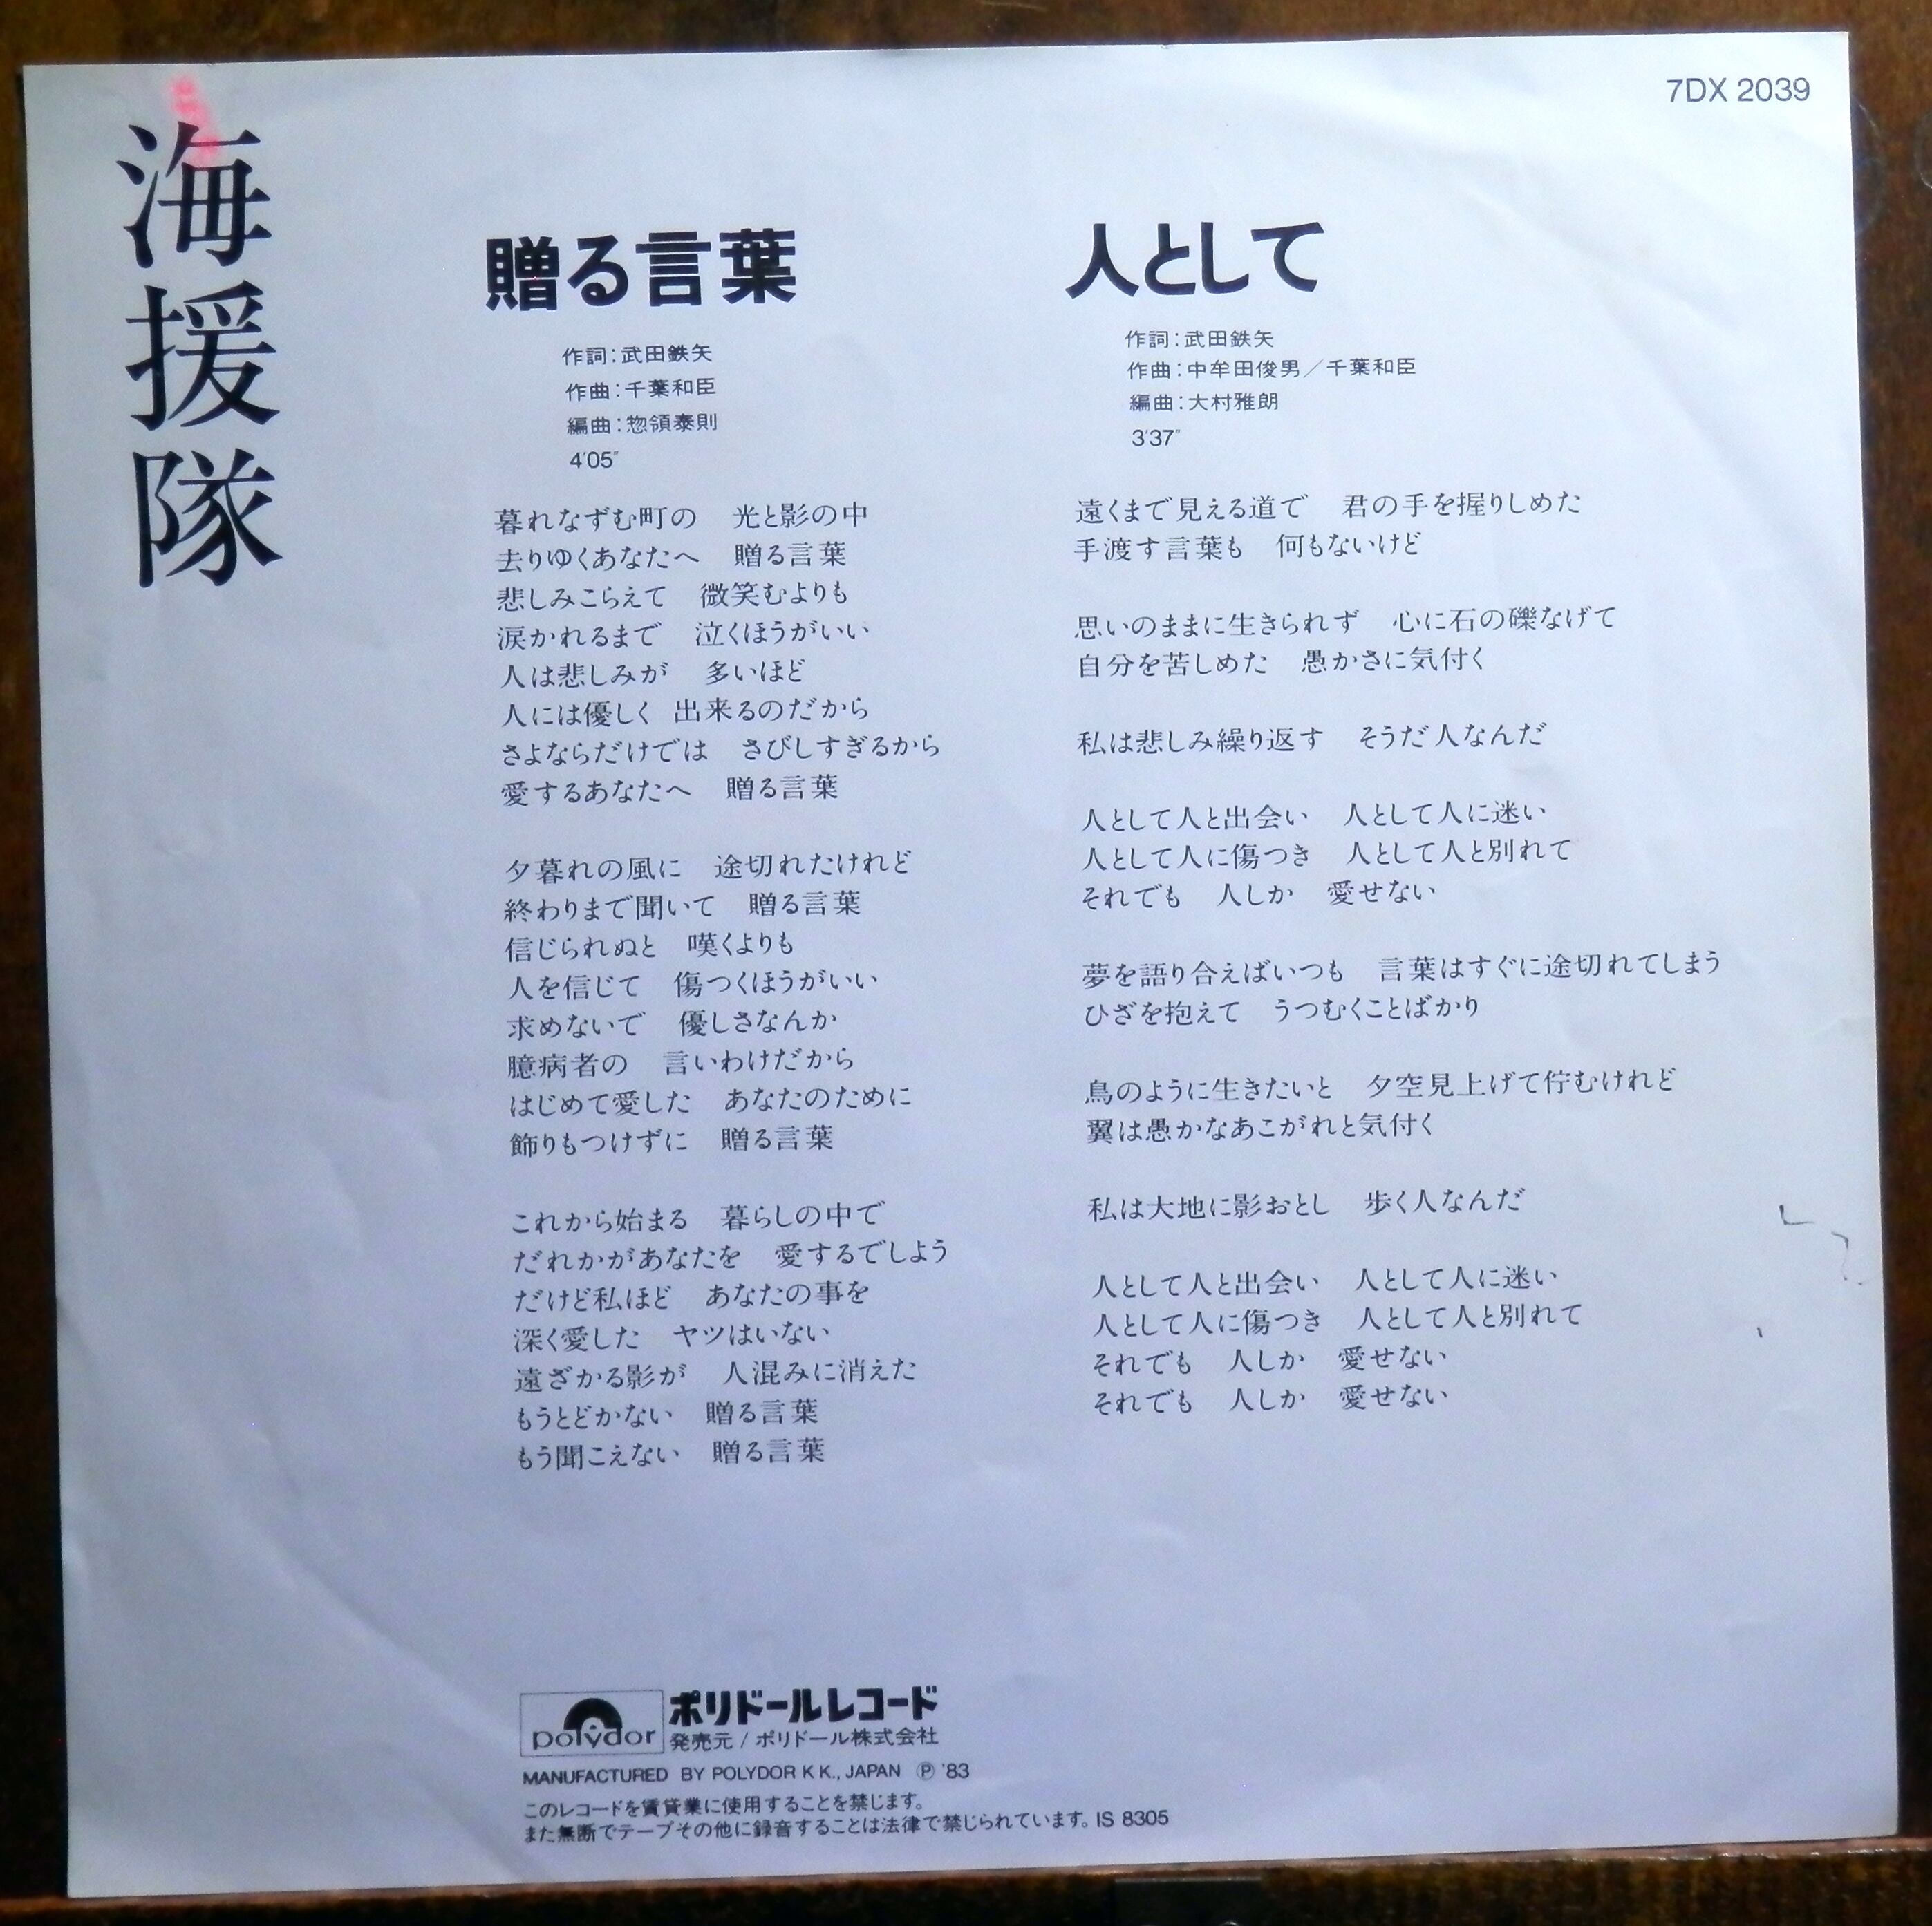 7DX 2039
海援隊
贈る言葉
作詞:武田鉄矢
作曲:千葉和臣
編曲:惣領泰則
4'05"
暮れなずむ町の　光と影の中
去りゆくあなたへ　贈る言葉
悲しみこらえて　微笑むよりも
涙かれるまで　泣くほうがいい
人は悲しみが　多いほど
人には優しく　出来るのだから
さよならだけでは　さびしすぎるから
愛するあなたへ　贈る言葉
夕暮れの風に　途切れたけれど
終わりまで聞いて　贈る言葉
信じられぬと　嘆くよりも
人を信じて　傷つくほうがいい
求めないで　優しさなんか
臆病者の　言いわけだから
はじめて愛した　あなたのために
飾りもつけずに　贈る言葉
これから始まる　暮らしの中で
だれかがあなたを　愛するでしよう
だけど私ほど　あなたの事を
深く愛した　ヤツはいない
遠ざかる影が　人混みに消えた
もうとどかない　贈る言葉
もう聞こえない　贈る言葉
人として
作詞:武田鉄矢
作曲:中牟田俊男／千葉和臣
編曲:大村雅朗
3'37"
遠くまで見える道で　君の手を握りしめた
手渡す言葉も　何もないけど
思いのままに生きられず　心に石の礫なげて
自分を苦しめた　愚かさに気付く
私は悲しみ繰り返す　そうだ人なんだ
人として人と出会い　人として人に迷い
人として人に傷つき　人として人と別れて
それでも　人しか　愛せない
夢を語り合えばいつも　言葉はすぐに途切れてしまう
ひざを抱えて　うつむくことばかり
鳥のように生きたいと　夕空見上げて佇むけれど
翼は愚かなあこがれと気付く
私は大地に影おとし　歩く人なんだ
人として人と出会い　人として人に迷い
人として人に傷つき　人として人と別れて
それでも　人しか　愛せない
それでも　人しか　愛せない
polydor
ポリドールレコード
発売元 / ポリドール株式会社
MANUFACTURED BY POLYDOR K K., JAPAN Ⓟ '83
このレコードを賃貸業に使用することを禁じます。
また無断でテープその他に録音することは法律で禁じられています。IS 8305